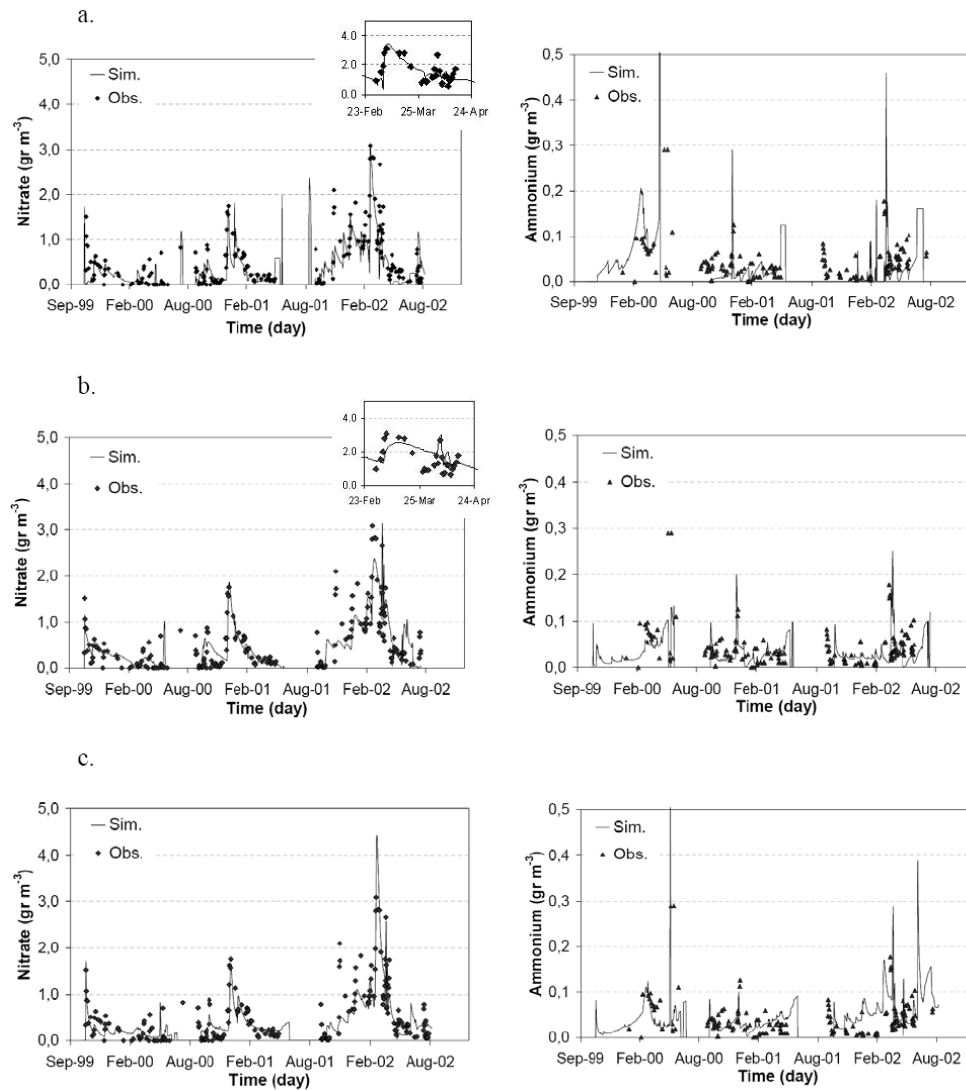 a.
4.0
2.0
0.0
23-Feb 25-Mar 24-Apr
5,0
4,0
3,0
2,0
1,0
0,0
Nitrate (gr m-3)
Sim.
Obs.
Sep-99 Feb-00 Aug-00 Feb-01 Aug-01 Feb-02 Aug-02
Time (day)
0,5
0,4
0,3
0,2
0,1
0
Ammonium (gr m-3)
Sim.
Obs.
Sep-99 Feb-00 Aug-00 Feb-01 Aug-01 Feb-02 Aug-02
Time (day)
b.
4.0
2.0
0.0
23-Feb 25-Mar 24-Apr
5,0
4,0
3,0
2,0
1,0
0,0
Nitrate (gr m-3)
Sim.
Obs.
Sep-99 Feb-00 Aug-00 Feb-01 Aug-01 Feb-02 Aug-02
Time (day)
0,5
0,4
0,3
0,2
0,1
0,0
Ammonium (gr m-3)
Sim.
Obs.
Sep-99 Feb-00 Aug-00 Feb-01 Aug-01 Feb-02 Aug-02
Time (day)
c.
5,0
4,0
3,0
2,0
1,0
0,0
Nitrate (gr m-3)
Sim.
Obs.
Sep-99 Feb-00 Aug-00 Feb-01 Aug-01 Feb-02 Aug-02
Time (day)
0,5
0,4
0,3
0,2
0,1
0,0
Ammonium (gr m-3)
Sim.
Obs.
Sep-99 Feb-00 Aug-00 Feb-01 Aug-01 Feb-02 Aug-02
Time (day)